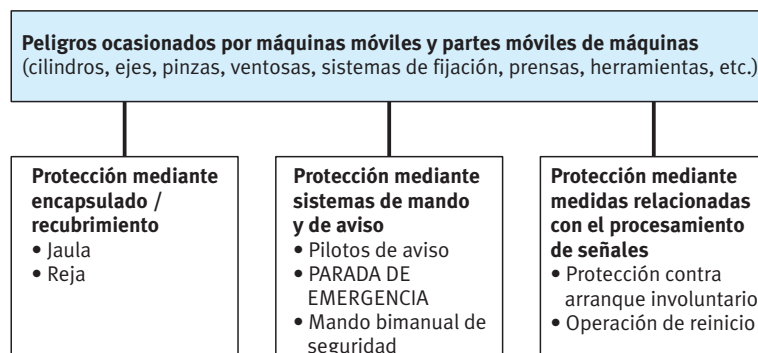 Peligros ocasionados por máquinas móviles y partes móviles de máquinas
(cilindros, ejes, pinzas, ventosas, sistemas de fijación, prensas, herramientas, etc.)
Protección mediante
encapsulado /
recubrimiento
• Jaula
• Reja
Protección mediante
sistemas de mando
y de aviso
• Pilotos de aviso
• PARADA DE
EMERGENCIA
• Mando bimanual de
seguridad
Protección mediante
medidas relacionadas
con el procesamiento
de señales
• Protección contra
arranque involuntario
• Operación de reinicio